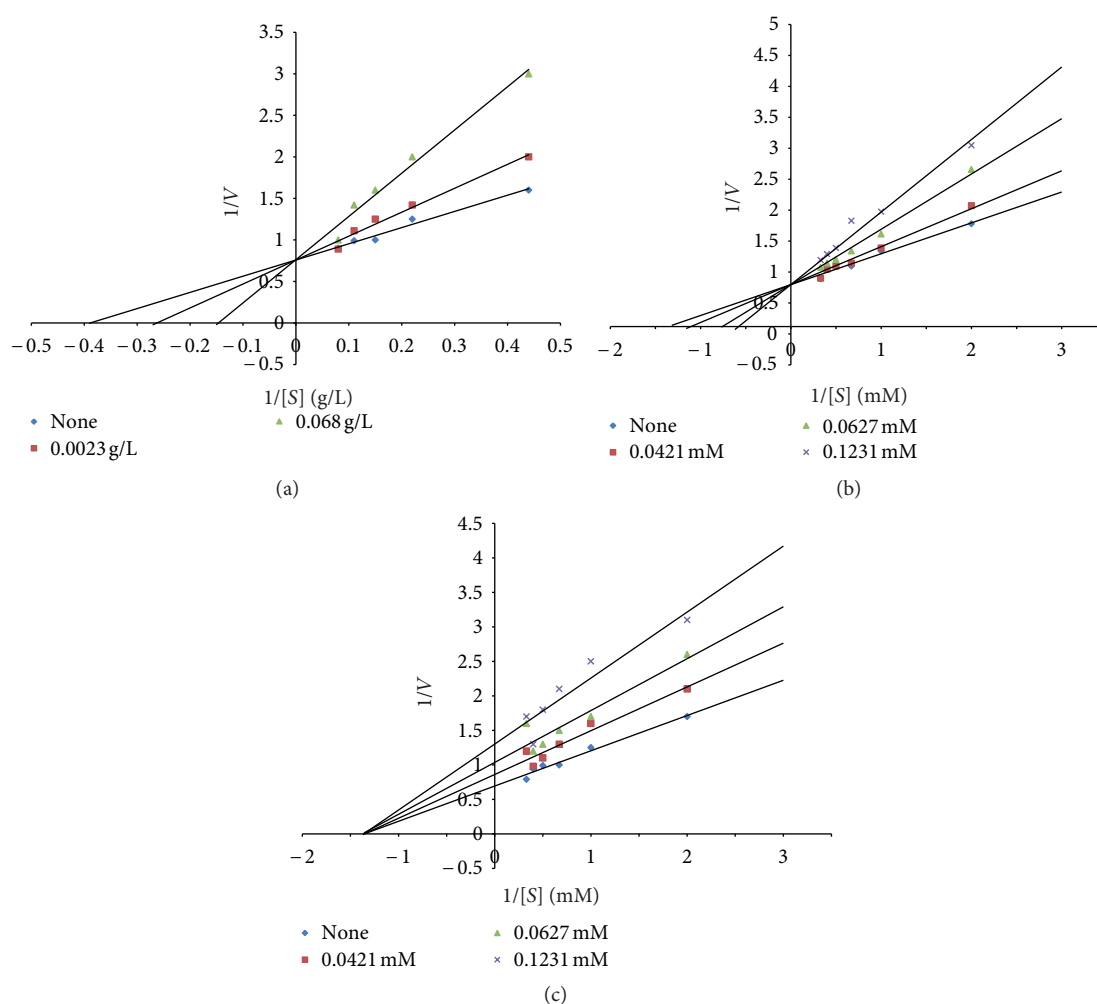 3.5
3
2.5
2
1.5
1
0.5
0
−0.5
1/V
−0.5 −0.4 −0.3 −0.2 −0.1 0 0.1 0.2 0.3 0.4 0.5
1/[S] (g/L)
None
0.068 g/L
0.0023 g/L
(a)
5
4.5
4
3.5
3
2.5
2
1.5
1
0.5
1/V
−2 −1 0 1 2 3
−0.5
1/[S] (mM)
None
0.0627 mM
0.0421 mM
0.1231 mM
(b)
4.5
4
3.5
3
2.5
2
1.5
1
0.5
1/V
−2 −1 0 1 2 3
−0.5
1/[S] (mM)
None
0.0627 mM
0.0421 mM
0.1231 mM
(c)